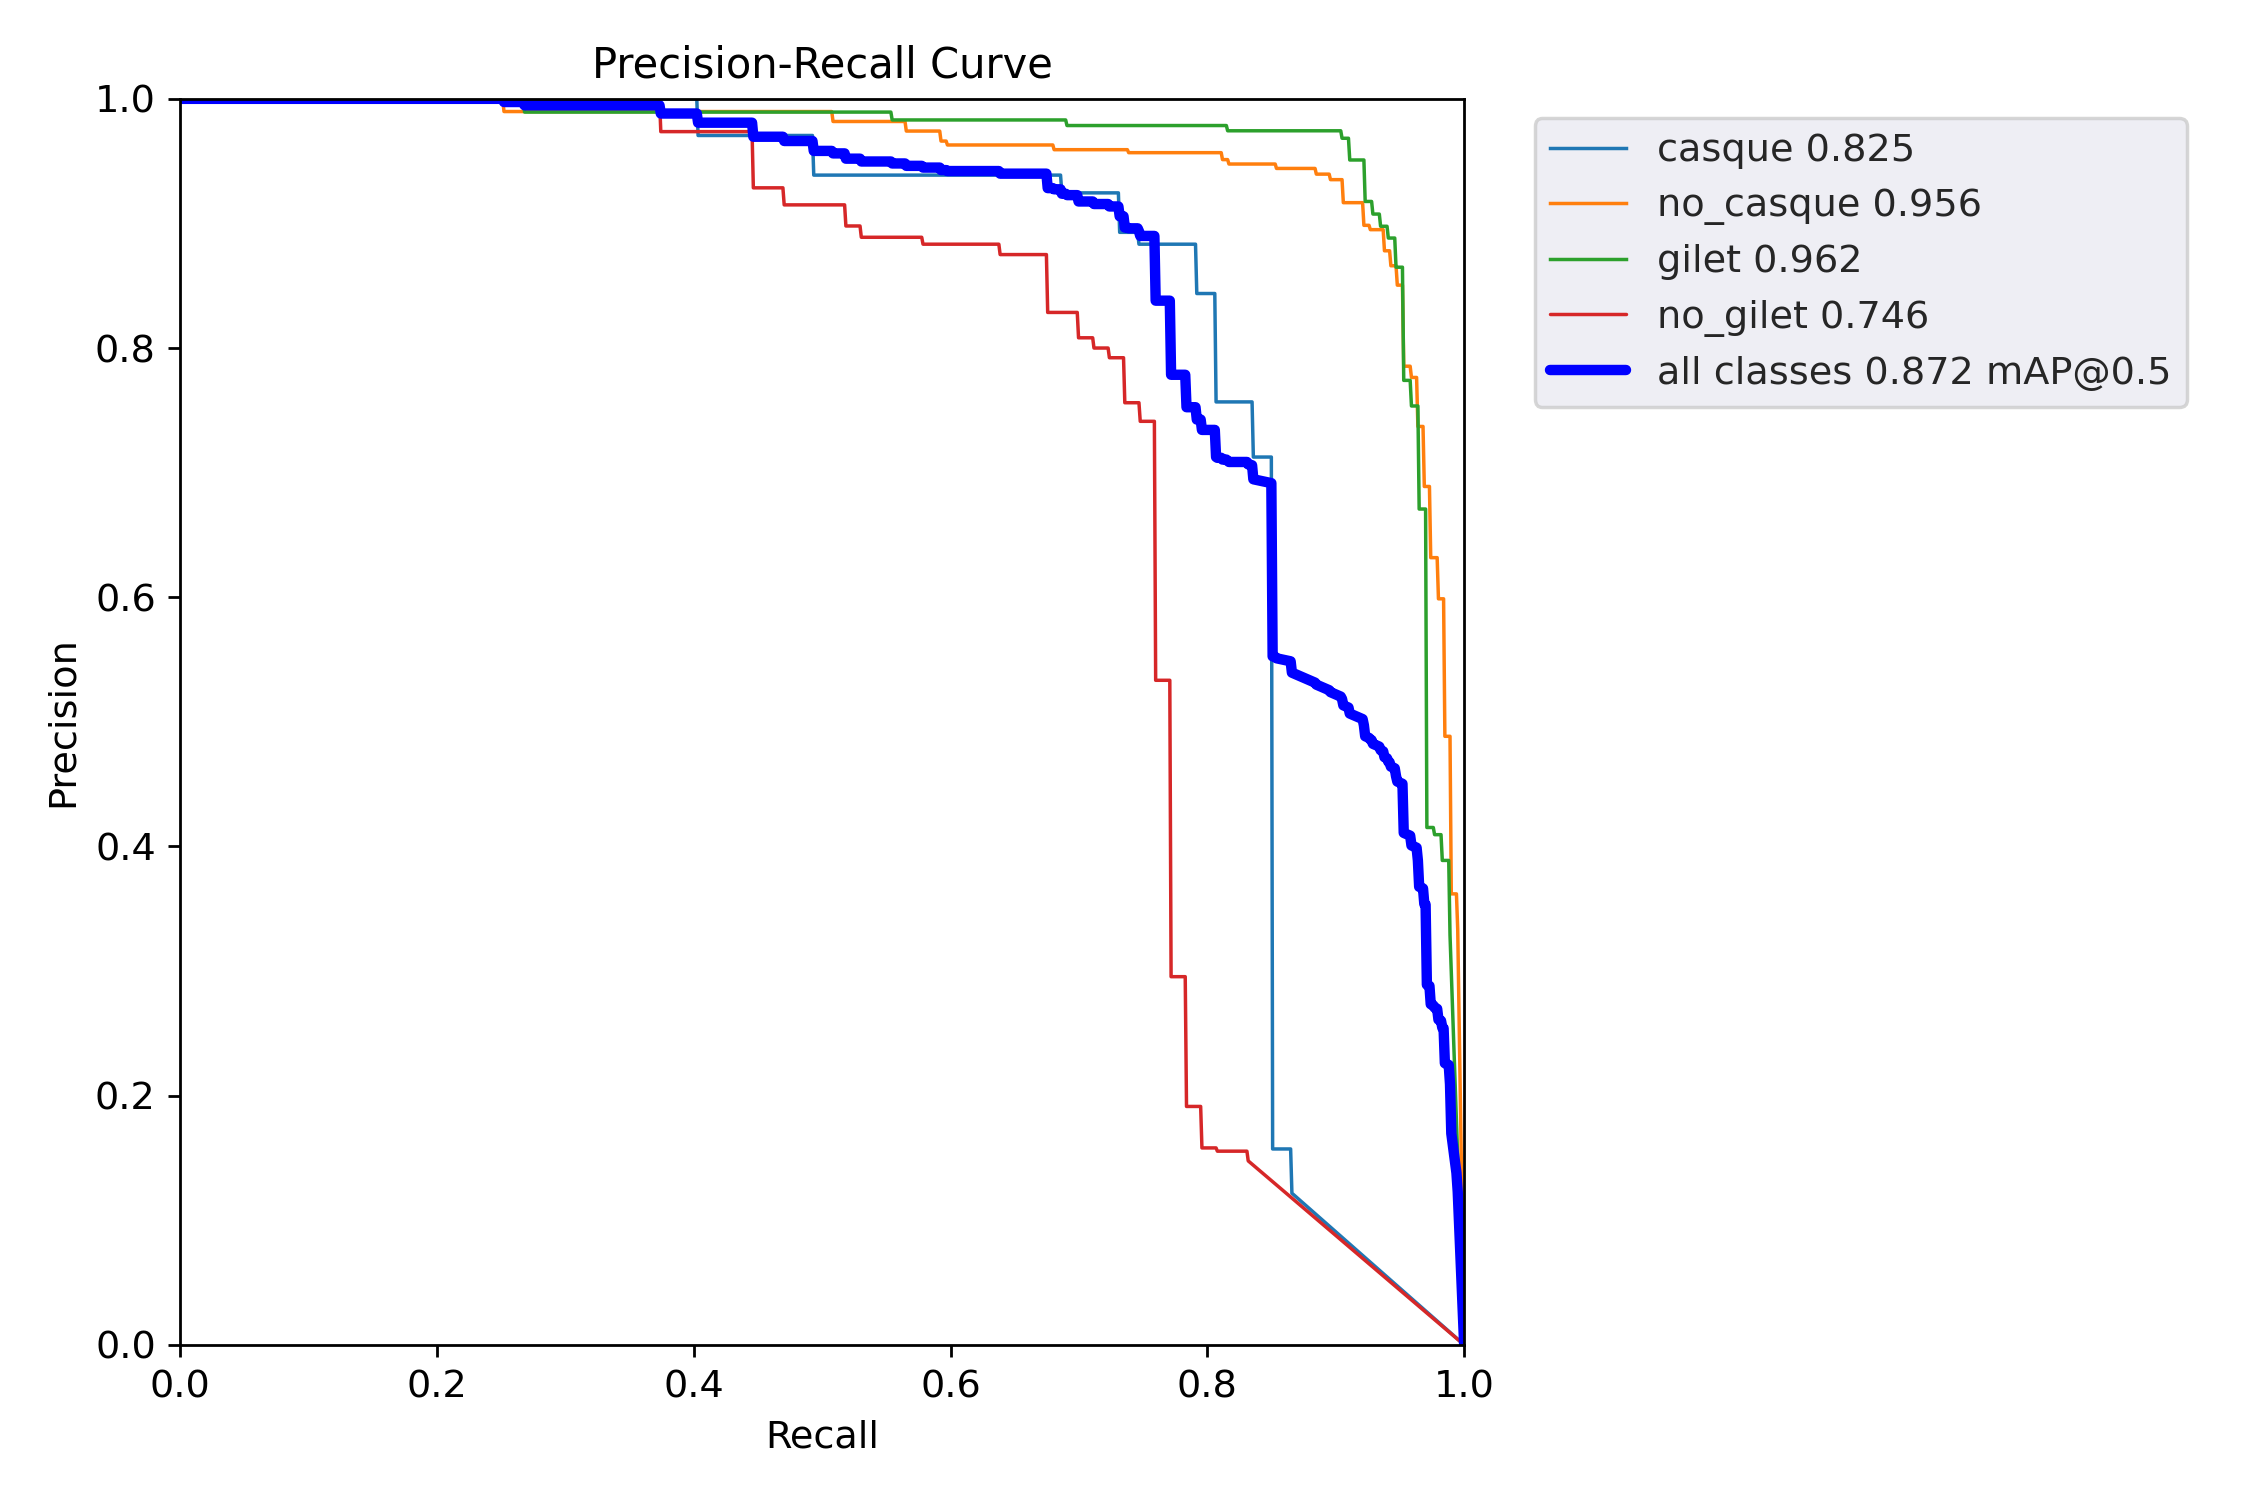 Precision-Recall Curve
1.0
0.8
0.6
0.4
0.2
0.0
Precision
0.0 0.2 0.4 0.6 0.8 1.0
Recall
casque 0.825
no_casque 0.956
gilet 0.962
no_gilet 0.746
all classes 0.872 mAP@0.5